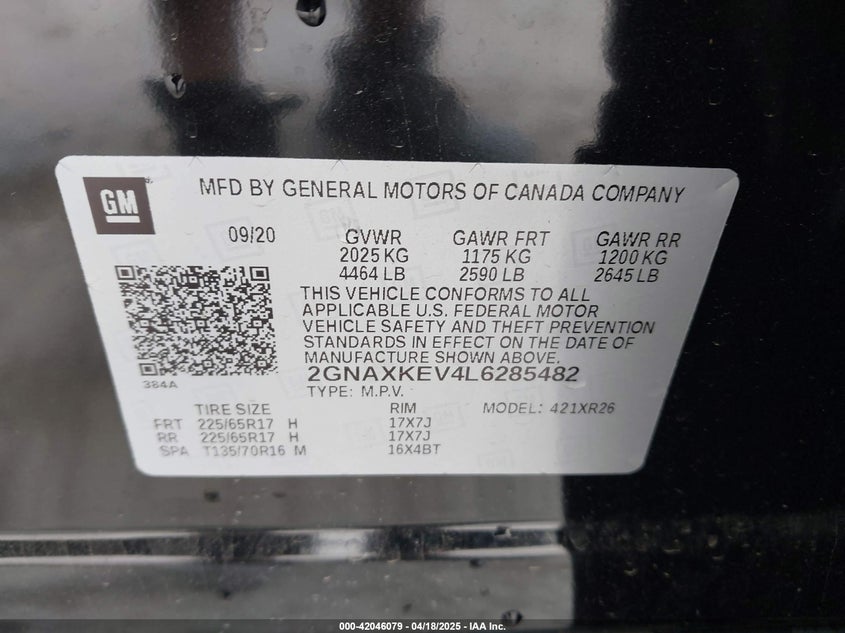 GM
MFD BY GENERAL MOTORS OF CANADA COMPANY
09/20 GVWR GAWR FRT GAWR RR
2025 KG 1175 KG 1200 KG
4464 LB 2590 LB 2645 LB
THIS VEHICLE CONFORMS TO ALL
APPLICABLE U.S. FEDERAL MOTOR
VEHICLE SAFETY AND THEFT PREVENTION
STANDARDS IN EFFECT ON THE DATE OF
MANUFACTURE SHOWN ABOVE.
384A 2GNAXKEV4L6285482
TYPE: M.P.V.
TIRE SIZE RIM MODEL: 421XR26
FRT 225/65R17 H 17X7J
RR 225/65R17 H 17X7J
SPA T135/70R16 M 16X4BT
000-42046079 - 04/18/2025 - IAA Inc.